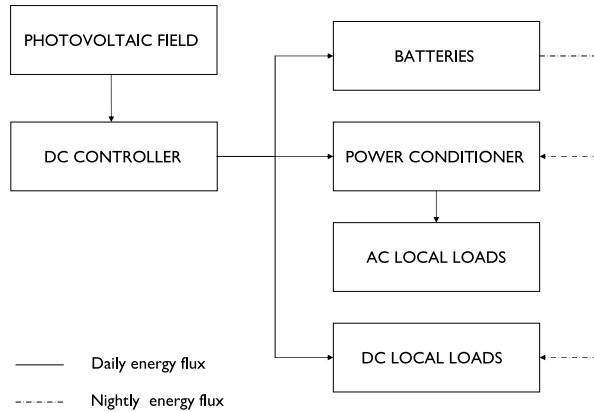 PHOTOVOLTAIC FIELD
BATTERIES
DC CONTROLLER
POWER CONDITIONER
AC LOCAL LOADS
DC LOCAL LOADS
Daily energy flux
Nightly energy flux